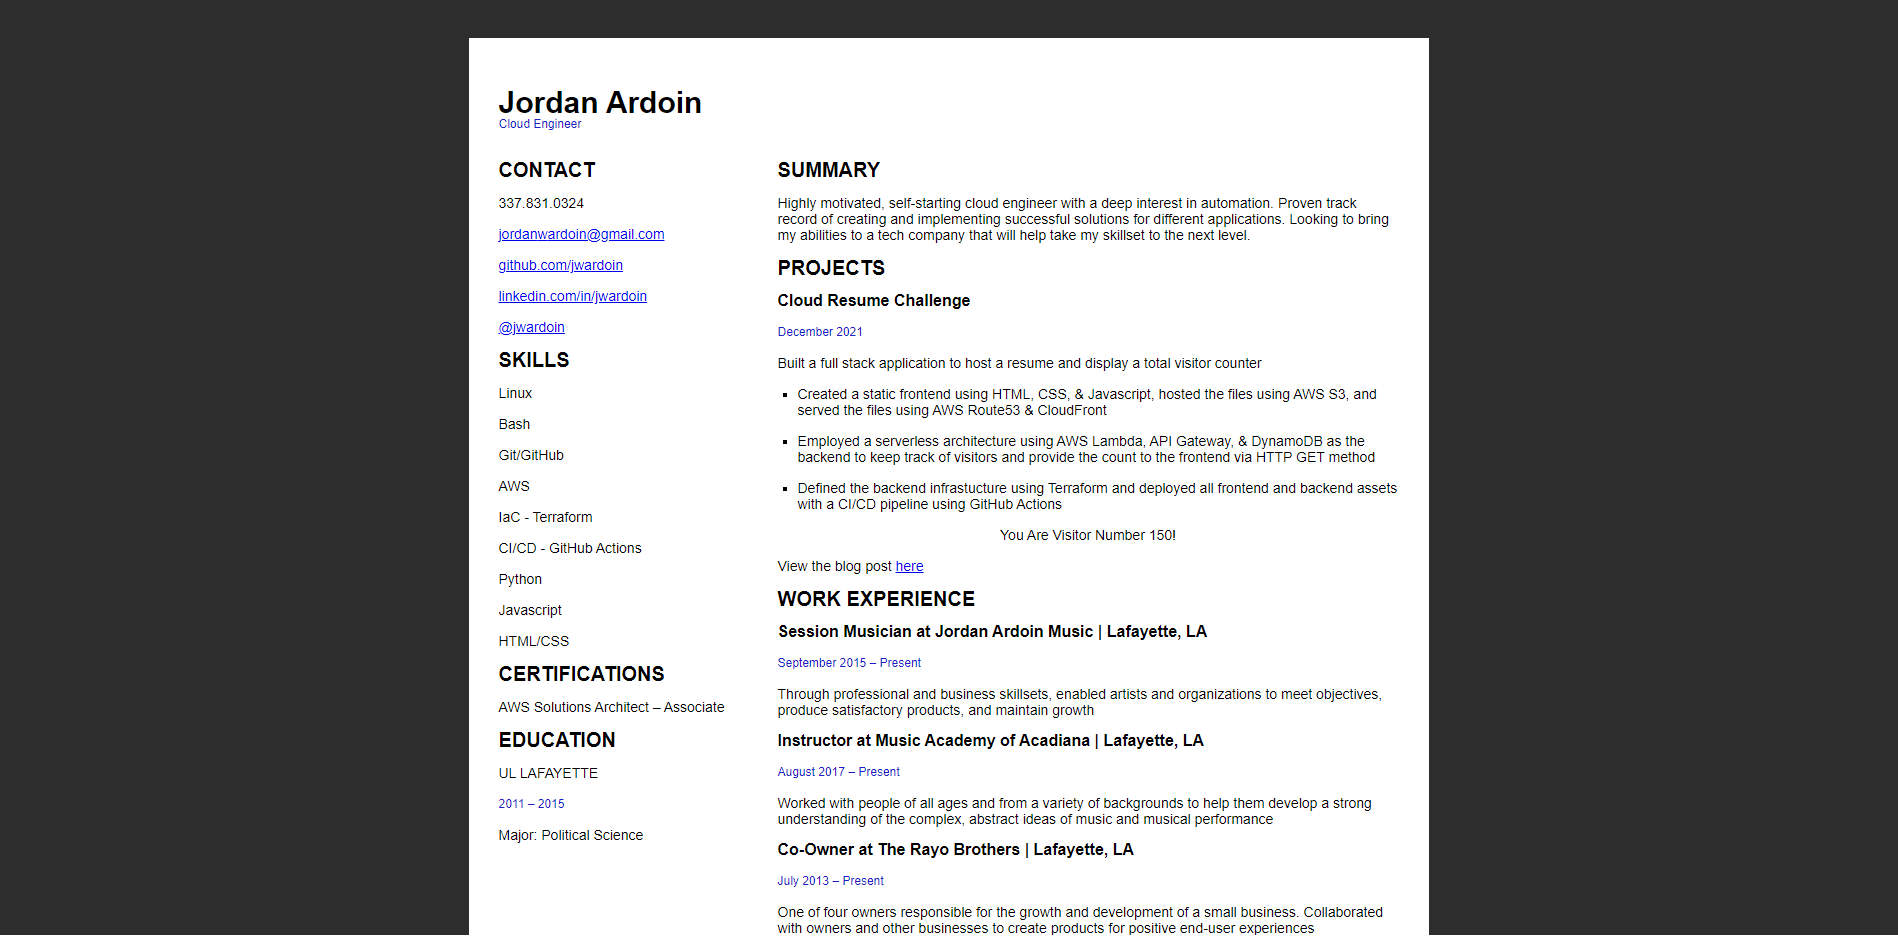 Jordan Ardoin
Cloud Engineer
CONTACT
337.831.0324
jordanwardoin@gmail.com
github.com/jwardoin
linkedin.com/in/jwardoin
@jwardoin
SKILLS
Linux
Bash
Git/GitHub
AWS
IaC - Terraform
CI/CD - GitHub Actions
Python
Javascript
HTML/CSS
CERTIFICATIONS
AWS Solutions Architect – Associate
EDUCATION
UL LAFAYETTE
2011 – 2015
Major: Political Science
SUMMARY
Highly motivated, self-starting cloud engineer with a deep interest in automation. Proven track
record of creating and implementing successful solutions for different applications. Looking to bring
my abilities to a tech company that will help take my skillset to the next level.
PROJECTS
Cloud Resume Challenge
December 2021
Built a full stack application to host a resume and display a total visitor counter
▪ Created a static frontend using HTML, CSS, & Javascript, hosted the files using AWS S3, and
served the files using AWS Route53 & CloudFront
▪ Employed a serverless architecture using AWS Lambda, API Gateway, & DynamoDB as the
backend to keep track of visitors and provide the count to the frontend via HTTP GET method
▪ Defined the backend infrastucture using Terraform and deployed all frontend and backend assets
with a CI/CD pipeline using GitHub Actions
You Are Visitor Number 150!
View the blog post here
WORK EXPERIENCE
Session Musician at Jordan Ardoin Music | Lafayette, LA
September 2015 – Present
Through professional and business skillsets, enabled artists and organizations to meet objectives,
produce satisfactory products, and maintain growth
Instructor at Music Academy of Acadiana | Lafayette, LA
August 2017 – Present
Worked with people of all ages and from a variety of backgrounds to help them develop a strong
understanding of the complex, abstract ideas of music and musical performance
Co-Owner at The Rayo Brothers | Lafayette, LA
July 2013 – Present
One of four owners responsible for the growth and development of a small business. Collaborated
with owners and other businesses to create products for positive end-user experiences